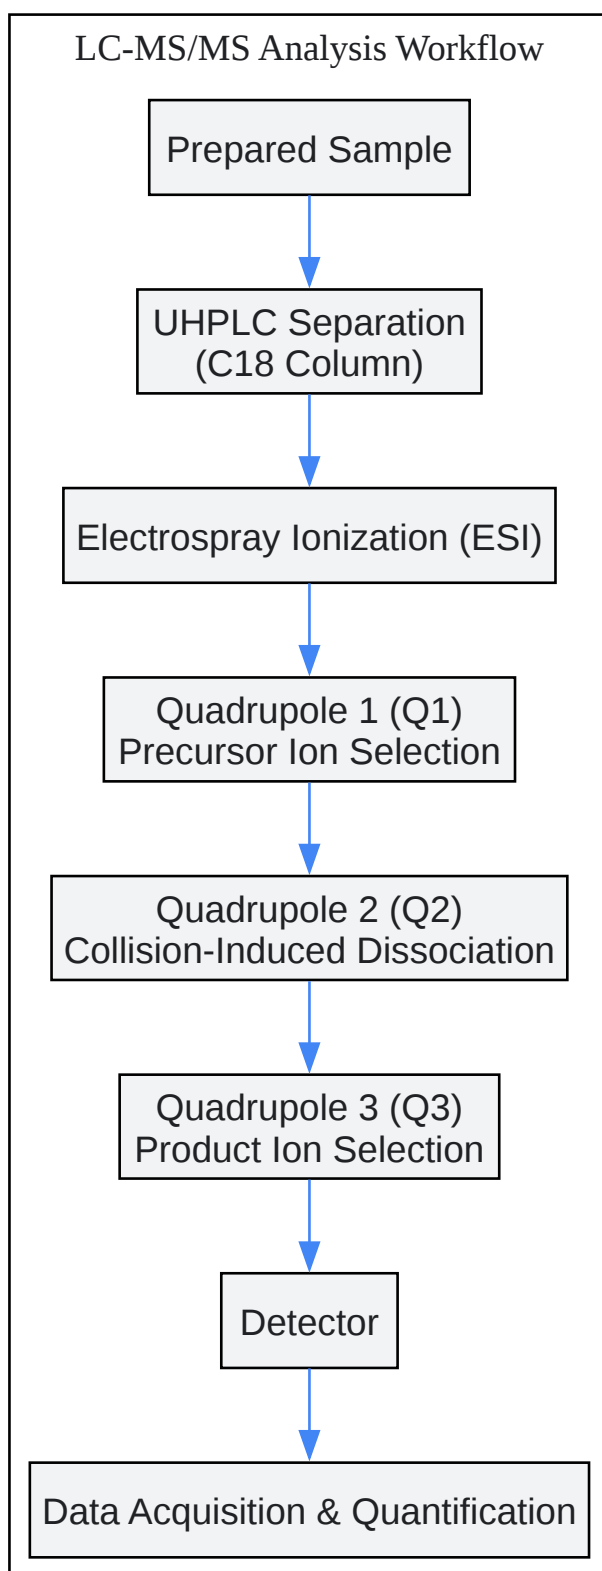 LC-MS/MS Analysis Workflow
Prepared Sample
UHPLC Separation
(C18 Column)
Electrospray Ionization (ESI)
Quadrupole 1 (Q1)
Precursor Ion Selection
Quadrupole 2 (Q2)
Collision-Induced Dissociation
Quadrupole 3 (Q3)
Product Ion Selection
Detector
Data Acquisition & Quantification